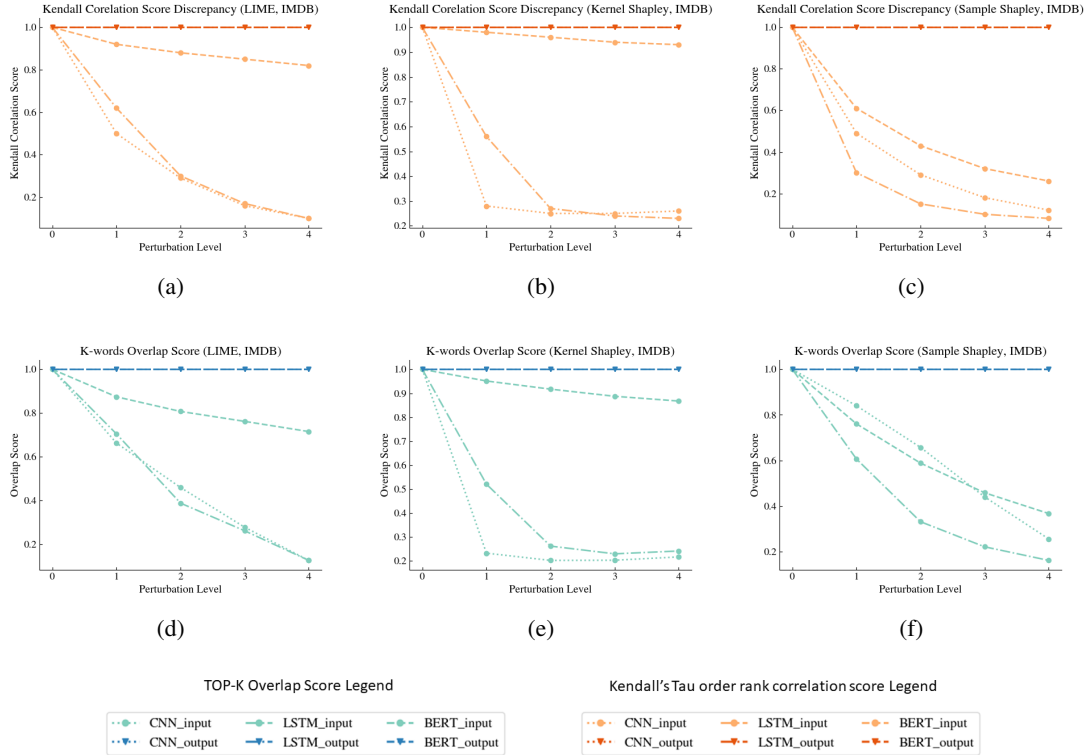 Kendall Corelation Score Discrepancy (LIME, IMDB)
Kendall Corelation Score
1.0
0.8
0.6
0.4
0.2
0 1 2 3 4
Perturbation Level
(a)
Kendall Corelation Score Discrepancy (Kernel Shapley, IMDB)
Kendall Corelation Score
1.0
0.9
0.8
0.7
0.6
0.5
0.4
0.3
0.2
0 1 2 3 4
Perturbation Level
(b)
Kendall Corelation Score Discrepancy (Sample Shapley, IMDB)
Kendall Corelation Score
1.0
0.8
0.6
0.4
0.2
0 1 2 3 4
Perturbation Level
(c)
K-words Overlap Score (LIME, IMDB)
Overlap Score
1.0
0.8
0.6
0.4
0.2
0 1 2 3 4
Perturbation Level
(d)
K-words Overlap Score (Kernel Shapley, IMDB)
Overlap Score
1.0
0.9
0.8
0.7
0.6
0.5
0.4
0.3
0.2
0 1 2 3 4
Perturbation Level
(e)
K-words Overlap Score (Sample Shapley, IMDB)
Overlap Score
1.0
0.8
0.6
0.4
0.2
0 1 2 3 4
Perturbation Level
(f)
TOP-K Overlap Score Legend
CNN_input LSTM_input BERT_input
CNN_output LSTM_output BERT_output
Kendall's Tau order rank correlation score Legend
CNN_input LSTM_input BERT_input
CNN_output LSTM_output BERT_output